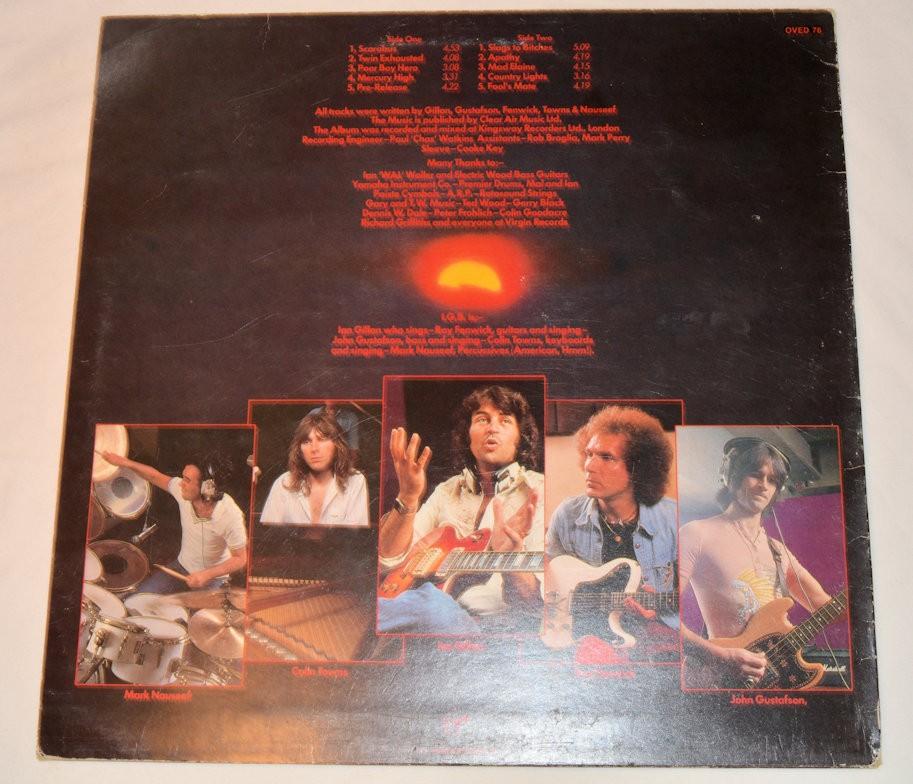 OVED 76
Side One
1, Scarabus 4.53
2, Twin Exhausted 4.08
3, Poor Boy Hero 3.08
4, Mercury High 3.31
5, Pre-Release 4.22
Side Two
1, Slags to Bitches 5.09
2, Apathy 4.19
3, Mad Elaine 4.15
4, Country Lights 3.16
5, Fool's Mate 4.19
All tracks were written by Gillan, Gustafson, Fenwick, Towns & Nauseef
The Music is published by Clear Air Music Ltd.
The Album was recorded and mixed at Kingsway Recorders Ltd., London
Recording Engineer—Paul 'Chas' Watkins Assistants—Rob Braglia, Mark Perry
Sleeve—Cooke Key
Many Thanks to:—
Ian 'WAL' Waller and Electric Wood Bass Guitars
Yamaha Instrument Co.—Premier Drums, Mal and Ian
Paiste Cymbals—A.R.P.—Rotosound Strings
Gary and T.W. Music—Ted Wood—Gerry Black
Dennis W. Dale—Peter Frohlich—Colin Goodacre
Richard Griffiths and everyone at Virgin Records
I.G.B. is:—
Ian Gillan who sings—Ray Fenwick, guitars and singing—
John Gustafson, bass and singing—Colin Towns, keyboards
and singing—Mark Nauseef, Percussives (American, Hmm!).
Marshall
Mark Nauseef
Colin Towns
John Gustafson,